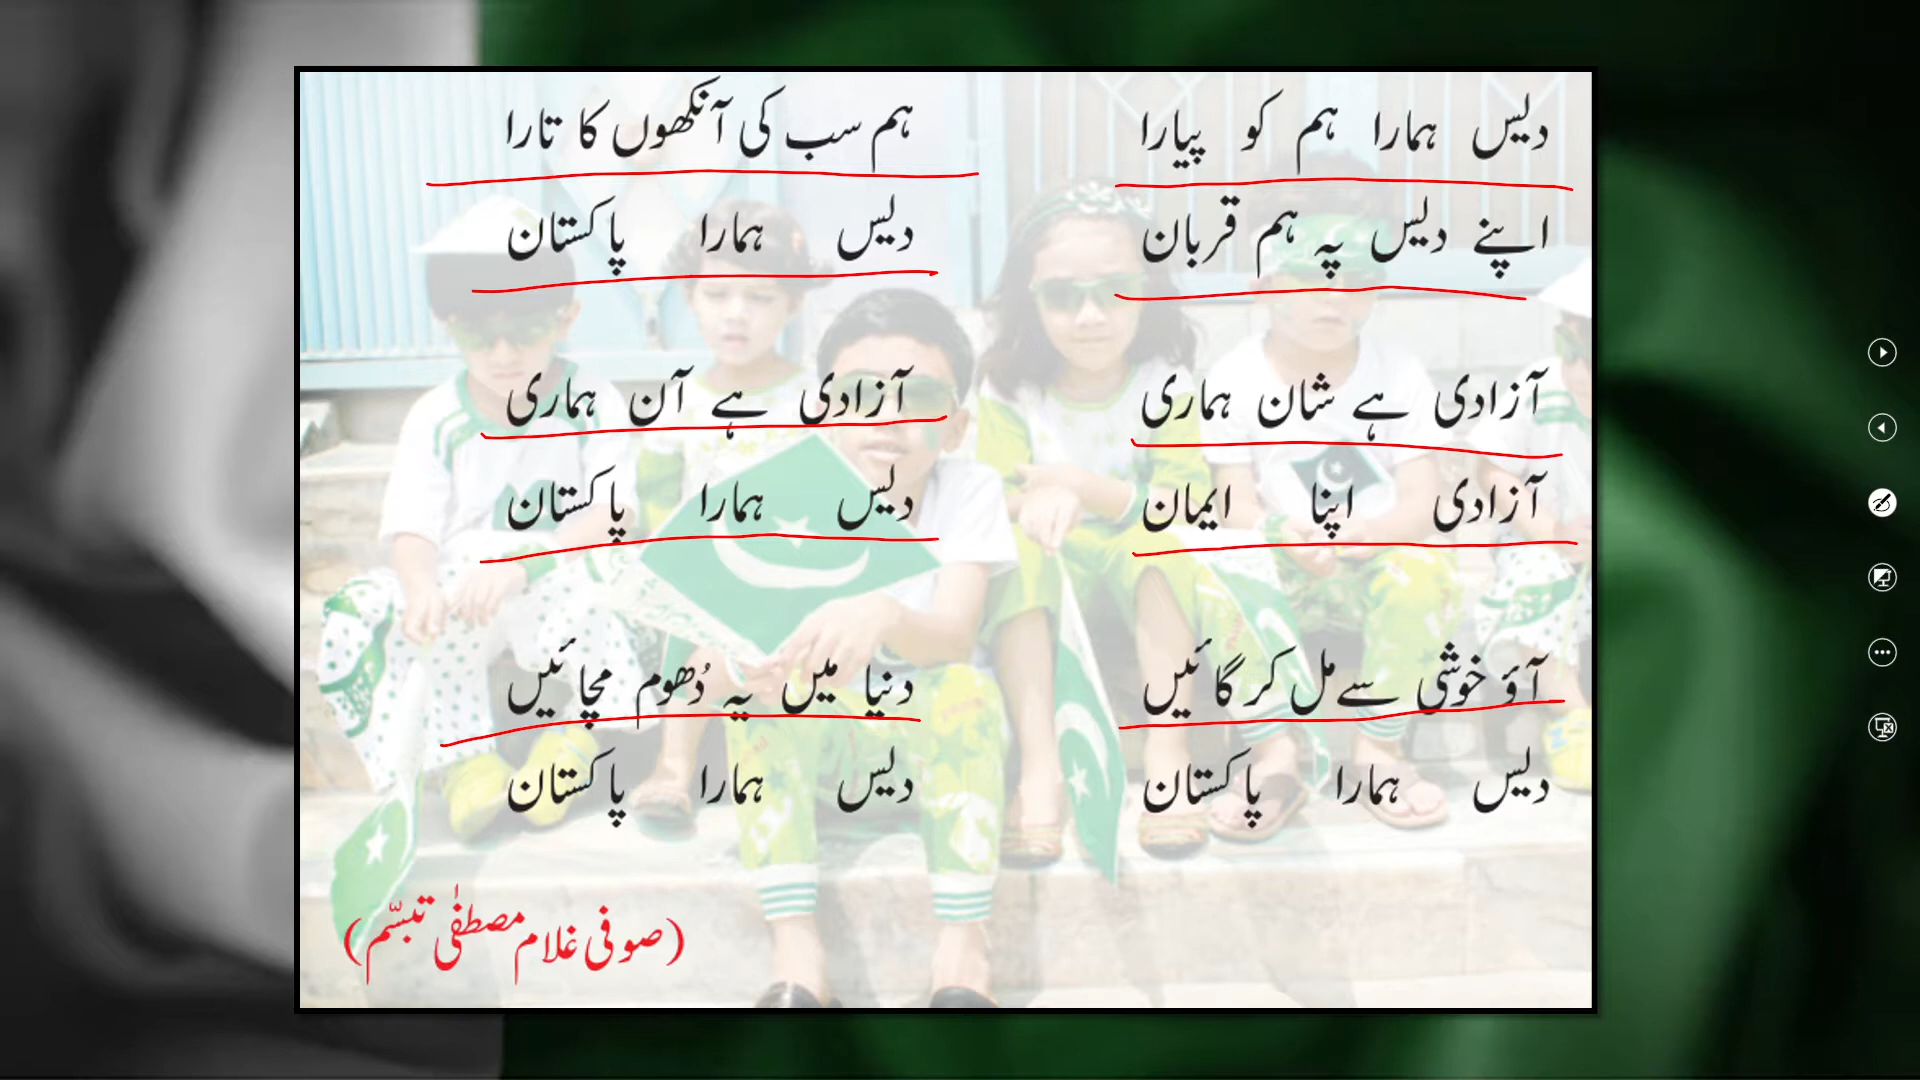 دیس ہمارا ہم کو پیارا
ہم سب کی آنکھوں کا تارا
اپنے دیس پہ ہم قربان
دیس ہمارا پاکستان
آزادی ہے شان ہماری
آزادی ہے آن ہماری
آزادی اپنا ایمان
دیس ہمارا پاکستان
آؤ خوشی سے مل کر گائیں
دنیا میں یہ دُھوم مچائیں
دیس ہمارا پاکستان
دیس ہمارا پاکستان
(صوفی غلام مصطفٰی تبسّم)